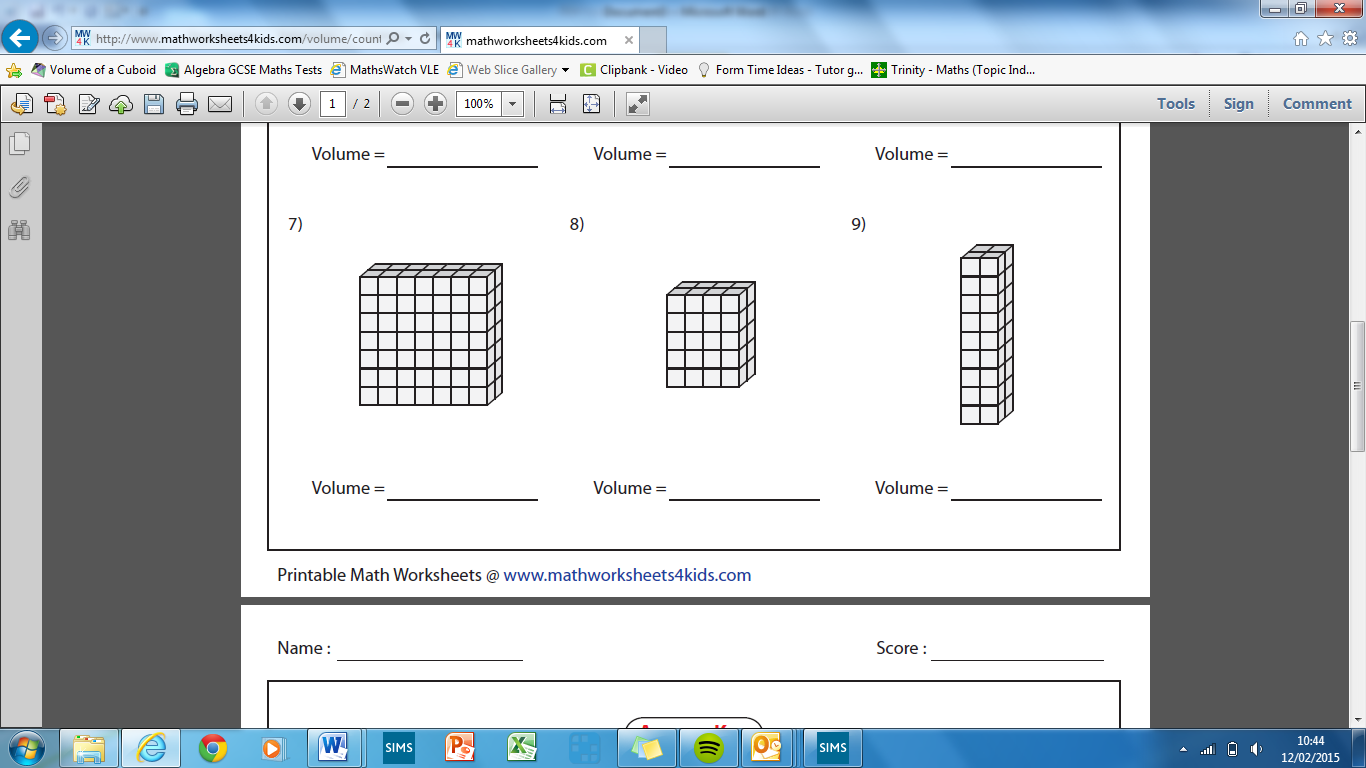 http://www.mathworksheets4kids.com/volume/count
MW 4K mathworksheets4kids.com
Volume of a Cuboid Algebra GCSE Maths Tests MathsWatch VLE Web Slice Gallery Clipbank - Video Form Time Ideas - Tutor g... Trinity - Maths (Topic Ind...
1 / 2 100% Tools Sign Comment
Volume = Volume = Volume =
7) 8) 9)
Volume = Volume = Volume =
Printable Math Worksheets @ www.mathworksheets4kids.com
Name : Score :
SIMS SIMS
10:44
12/02/2015